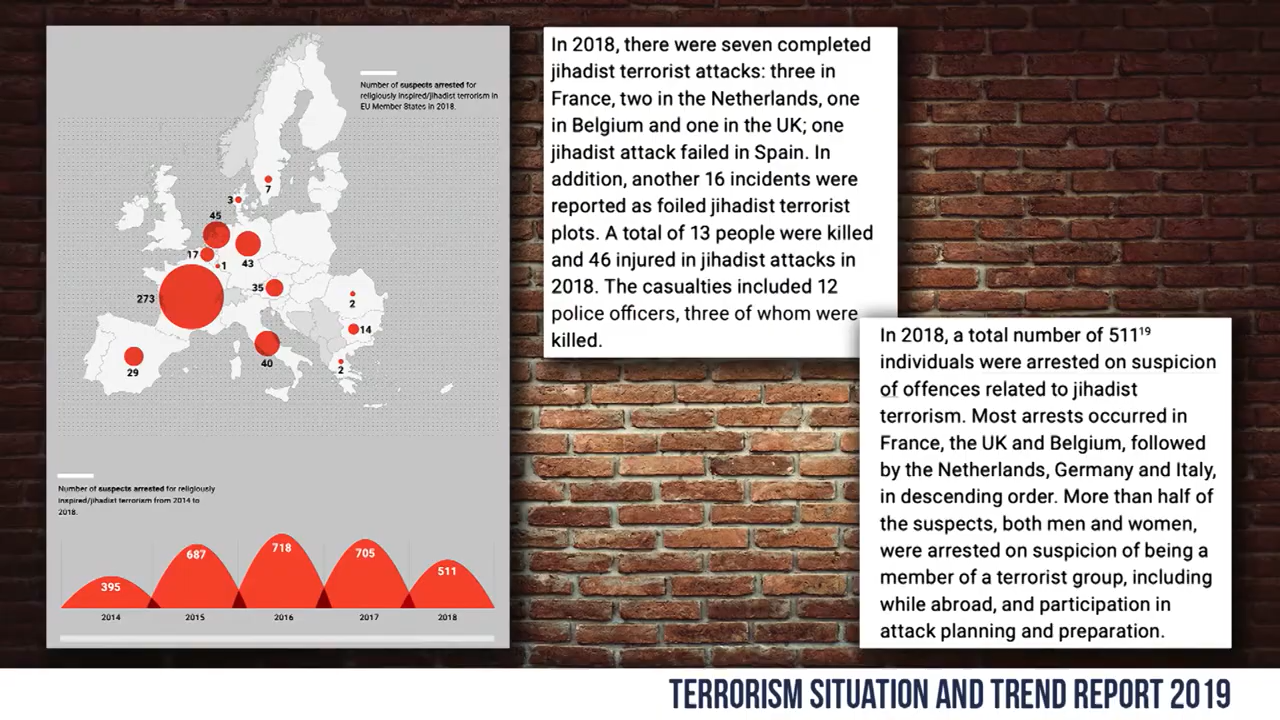 Number of suspects arrested for
religiously inspired/jihadist terrorism in
EU Member States in 2018.
7
3
45
17
1
43
273
35
2
14
40
2
29
Number of suspects arrested for religiously
inspired/jihadist terrorism from 2014 to
2018.
395
687
718
705
511
2014
2015
2016
2017
2018
In 2018, there were seven completed
jihadist terrorist attacks: three in
France, two in the Netherlands, one
in Belgium and one in the UK; one
jihadist attack failed in Spain. In
addition, another 16 incidents were
reported as foiled jihadist terrorist
plots. A total of 13 people were killed
and 46 injured in jihadist attacks in
2018. The casualties included 12
police officers, three of whom were
killed.
In 2018, a total number of 511¹⁹
individuals were arrested on suspicion
of offences related to jihadist
terrorism. Most arrests occurred in
France, the UK and Belgium, followed
by the Netherlands, Germany and Italy,
in descending order. More than half of
the suspects, both men and women,
were arrested on suspicion of being a
member of a terrorist group, including
while abroad, and participation in
attack planning and preparation.
TERRORISM SITUATION AND TREND REPORT 2019